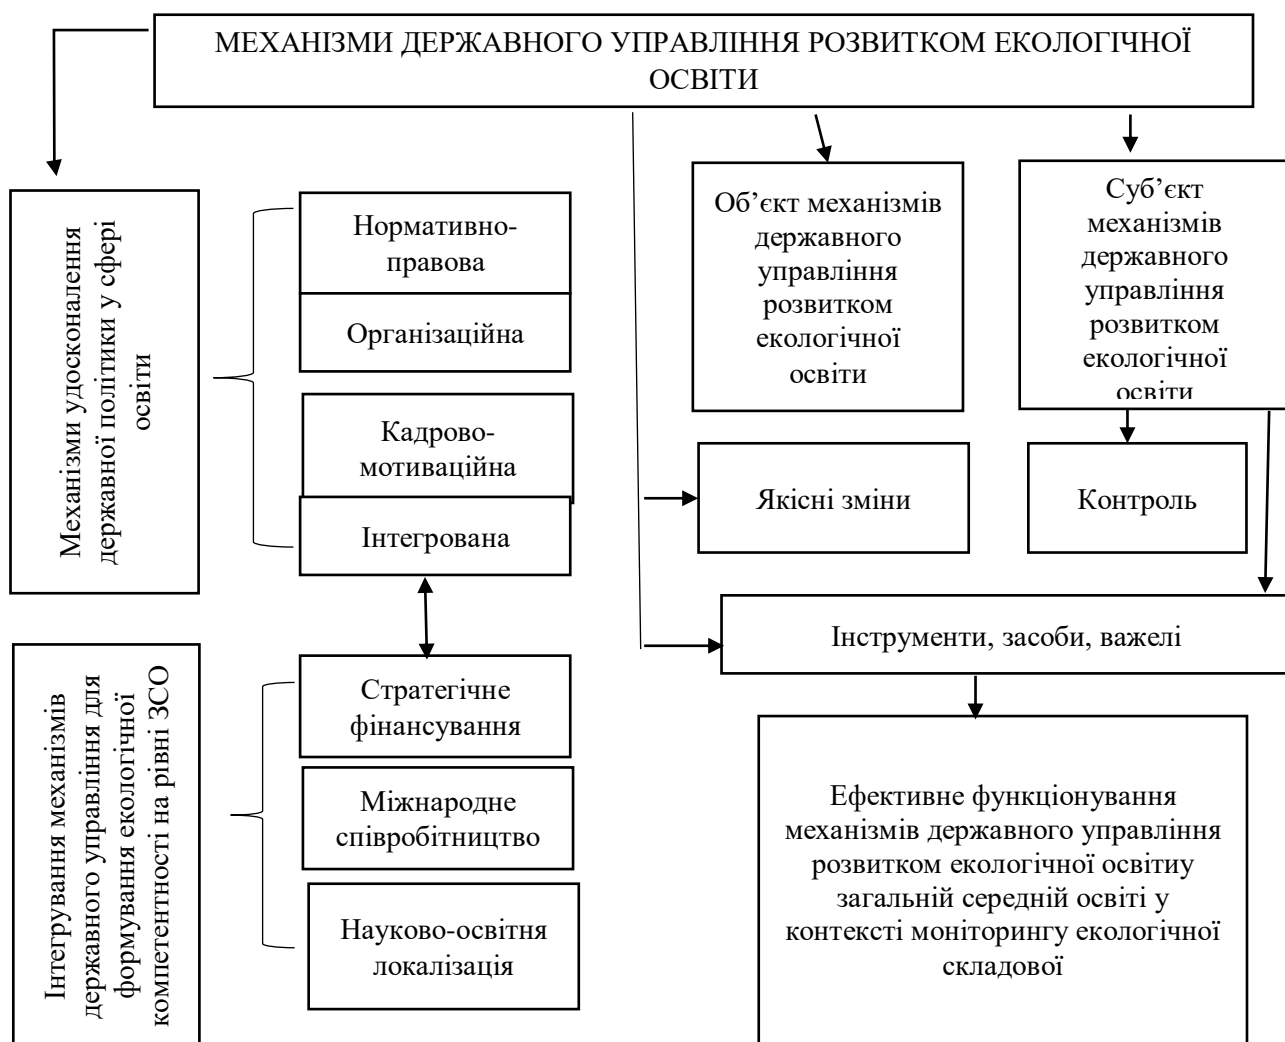 МЕХАНІЗМИ ДЕРЖАВНОГО УПРАВЛІННЯ РОЗВИТКОМ ЕКОЛОГІЧНОЇ
ОСВІТИ
Механізми удосконалення
державної політики у сфері
освіти
Нормативно-
правова
Організаційна
Кадрово-
мотиваційна
Інтегрована
Об’єкт механізмів
державного
управління
розвитком
екологічної
освіти
Суб’єкт
механізмів
державного
управління
розвитком
екологічної
освіти
Якісні зміни
Контроль
Інструменти, засоби, важелі
Інтегрування механізмів
державного управління для
формування екологічної
компетентності на рівні ЗСО
Стратегічне
фінансування
Міжнародне
співробітництво
Науково-освітня
локалізація
Ефективне функціонування
механізмів державного управління
розвитком екологічної освітиу
загальній середній освіті у
контексті моніторингу екологічної
складової